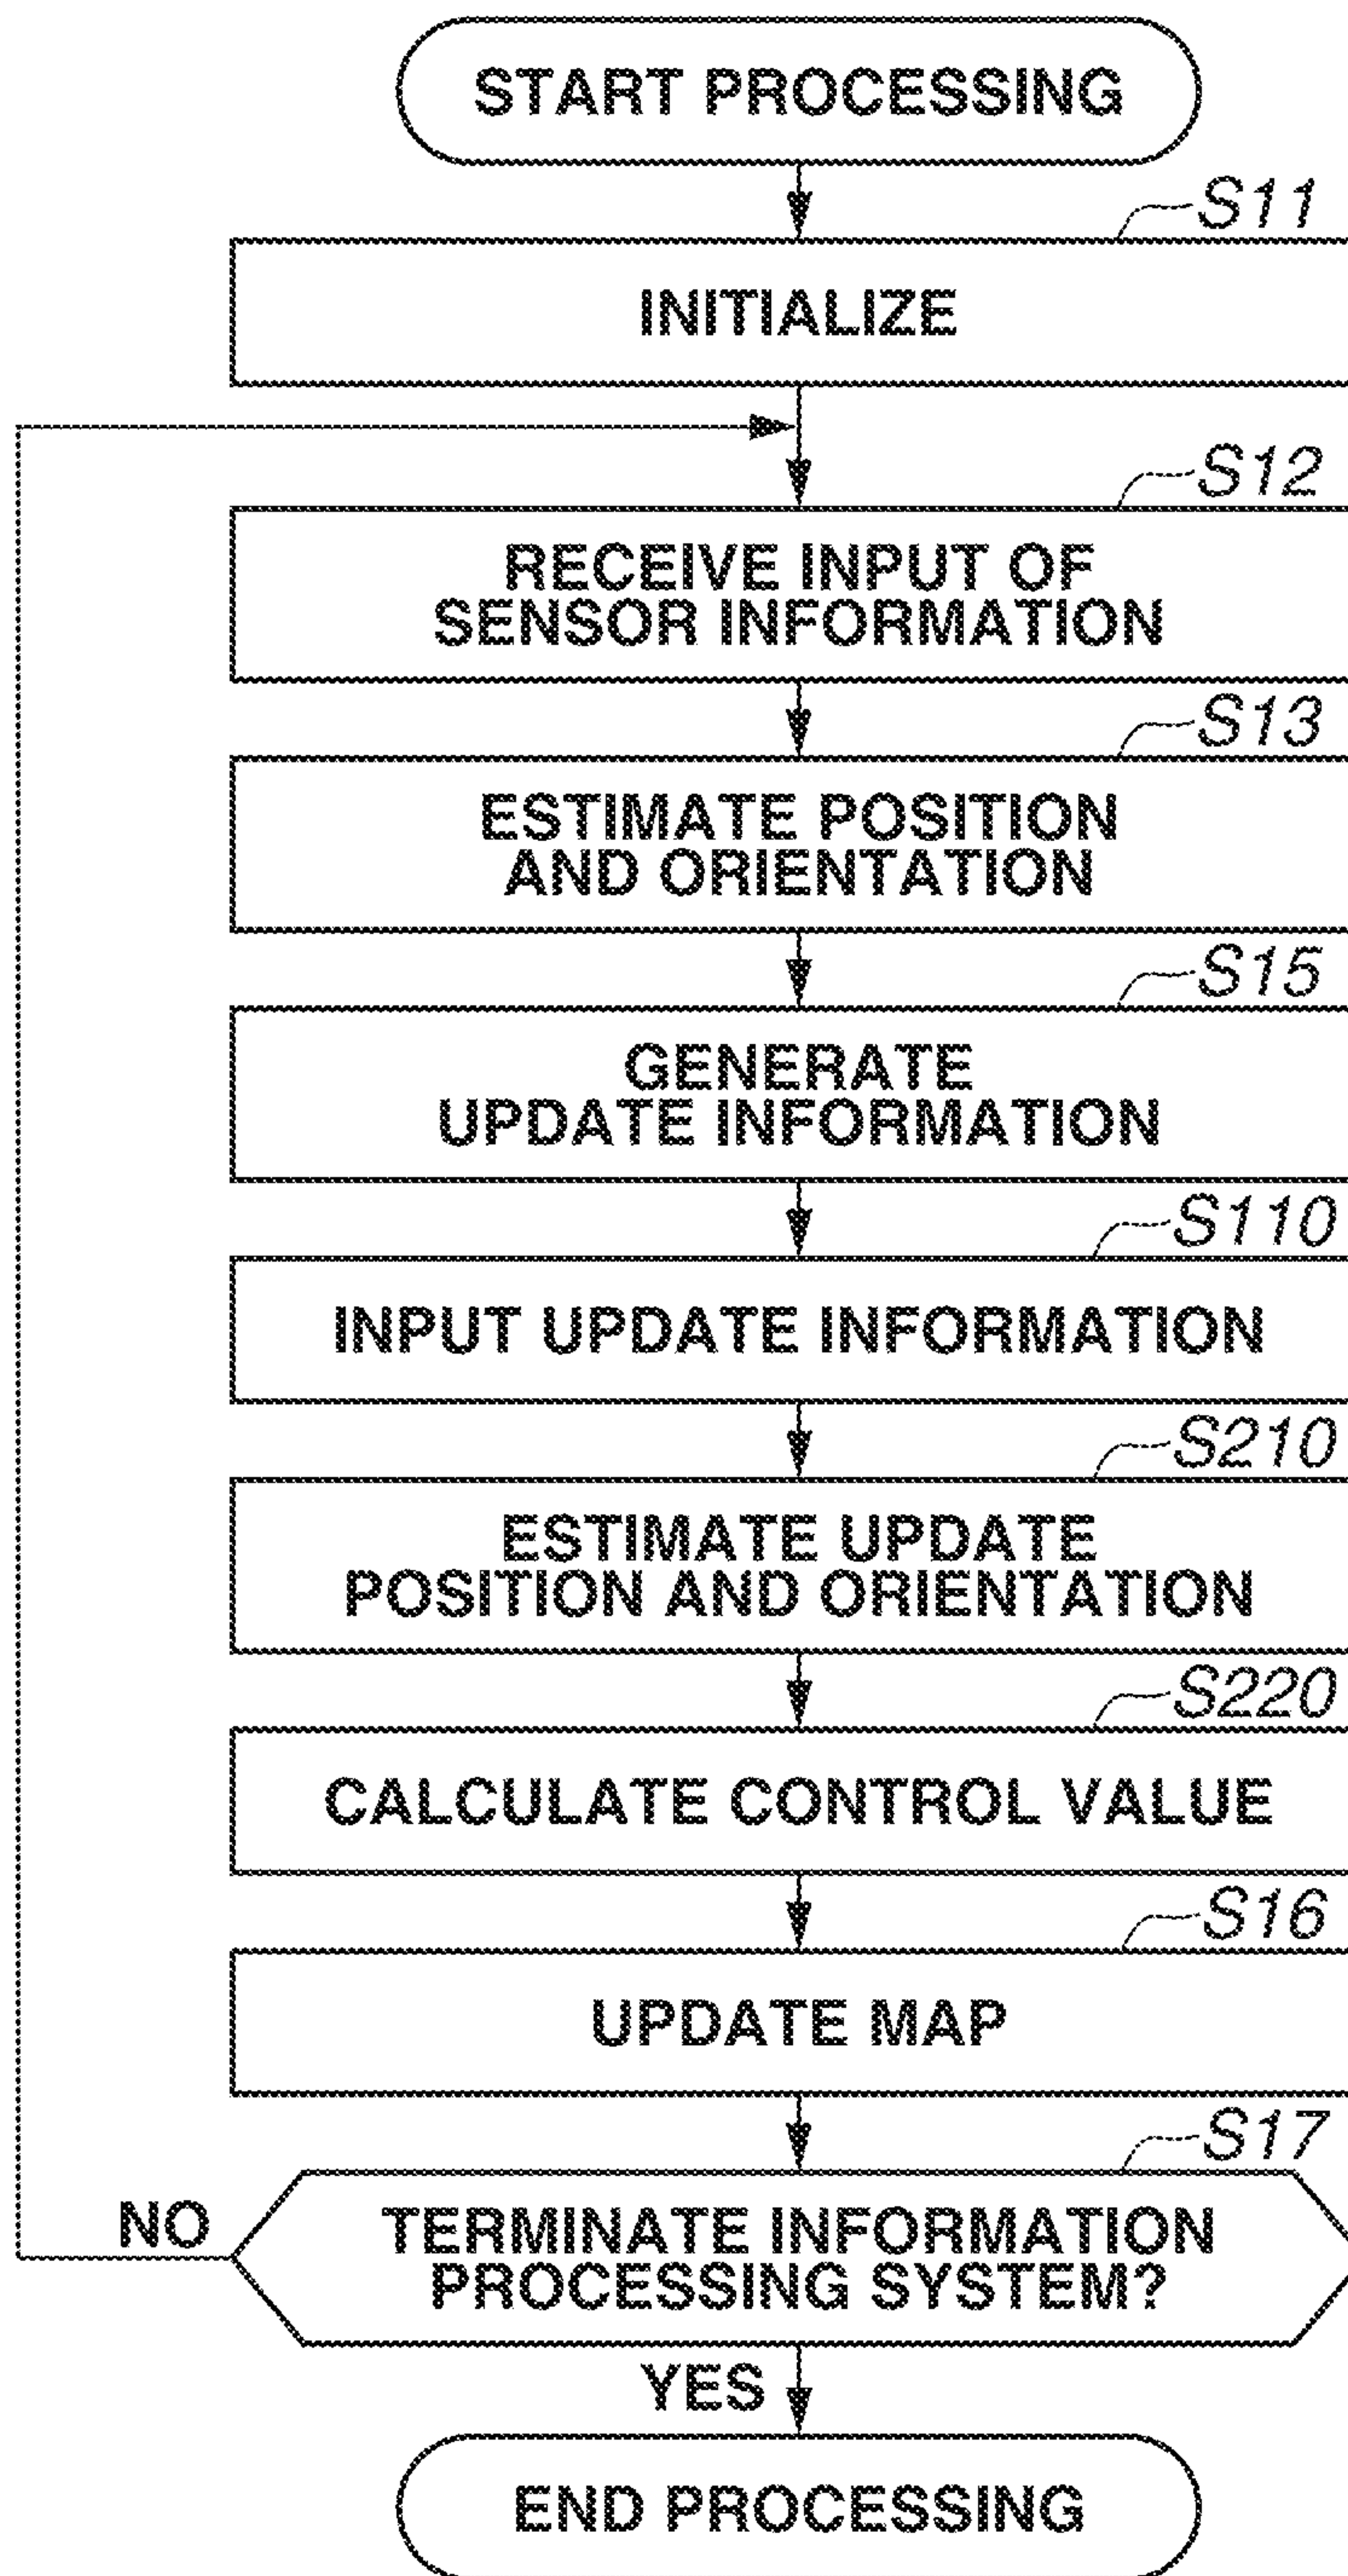 START PROCESSING
S11
INITIALIZE
S12
RECEIVE INPUT OF
SENSOR INFORMATION
S13
ESTIMATE POSITION
AND ORIENTATION
S15
GENERATE
UPDATE INFORMATION
S110
INPUT UPDATE INFORMATION
S210
ESTIMATE UPDATE
POSITION AND ORIENTATION
S220
CALCULATE CONTROL VALUE
S16
UPDATE MAP
S17
NO
TERMINATE INFORMATION
PROCESSING SYSTEM?
YES
END PROCESSING